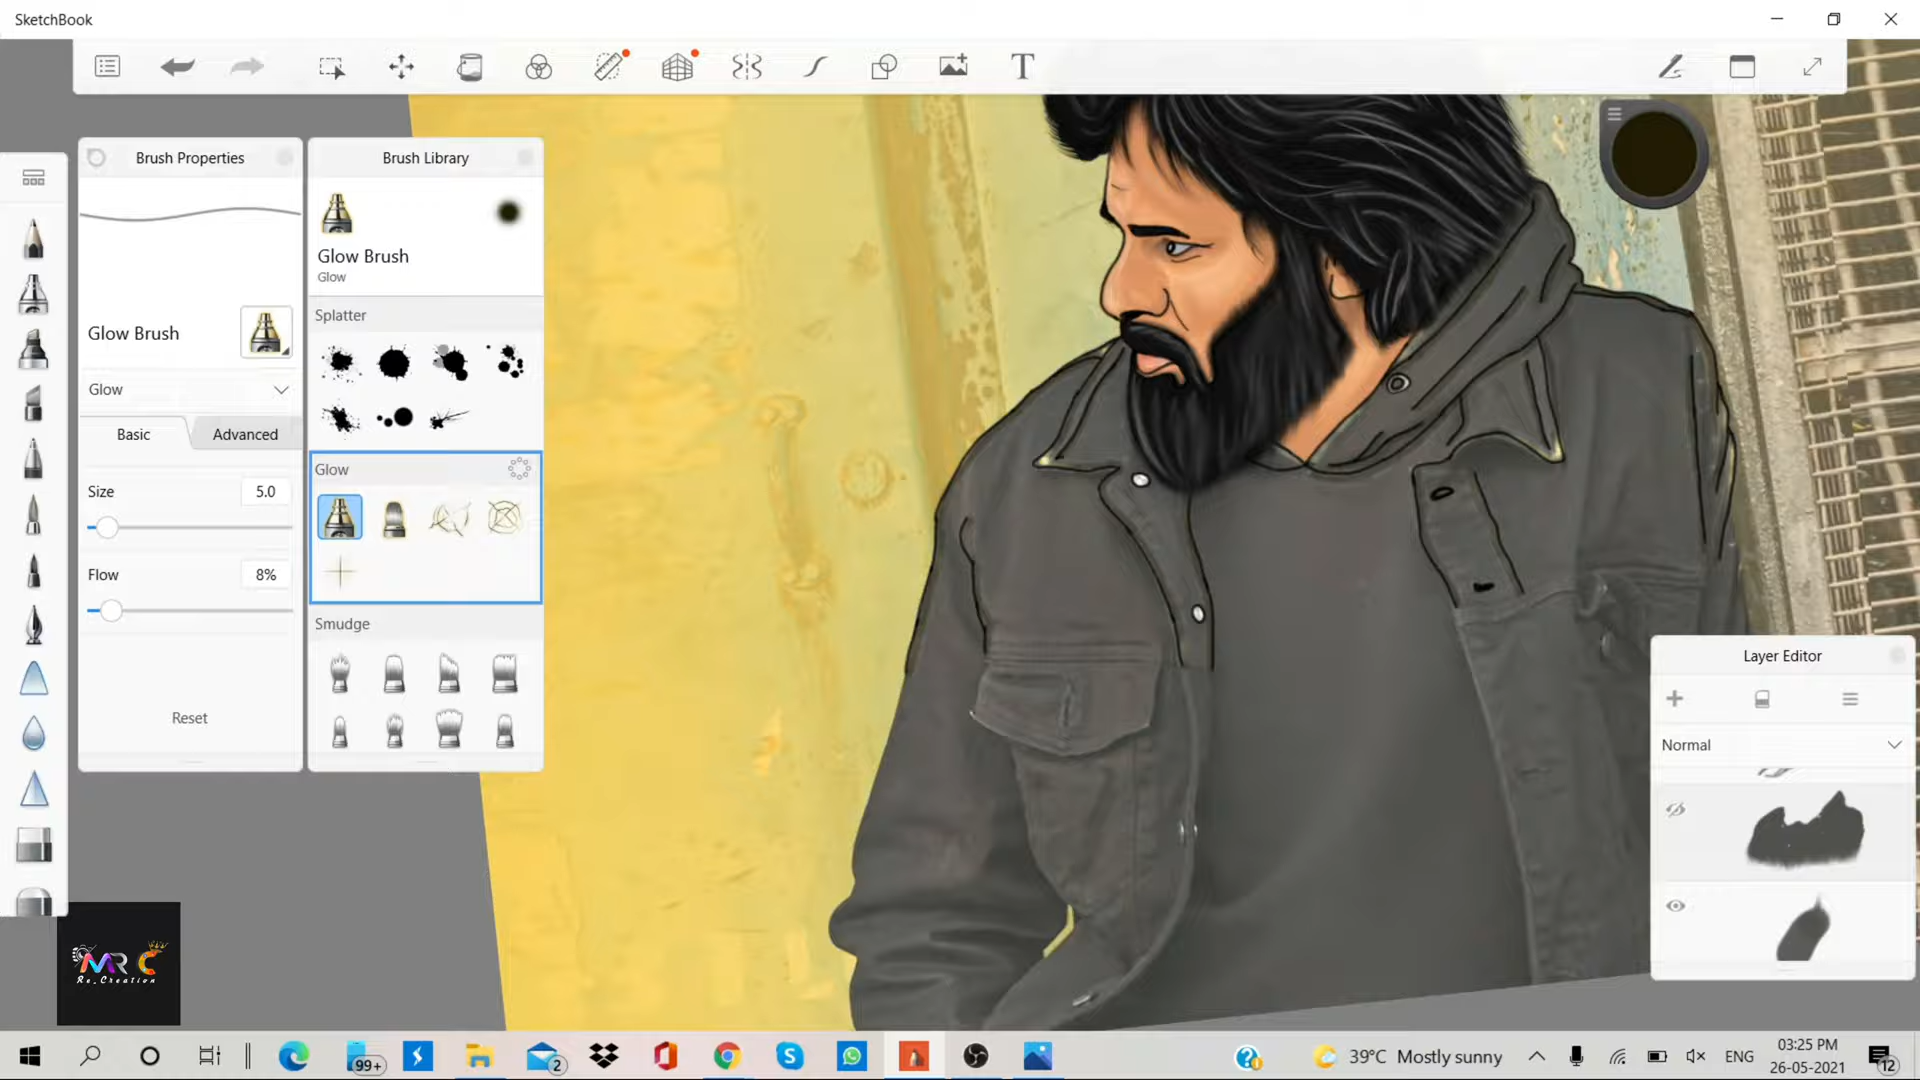 SketchBook
T
Brush Properties
Brush Library
Glow Brush
Glow
Splatter
Glow Brush
Glow
Basic
Advanced
Glow
Size
5.0
Flow
8%
Smudge
Reset
Layer Editor
Normal
MR C
Re_Creation
99+
2
39°C Mostly sunny
ENG
03:25 PM
26-05-2021
12